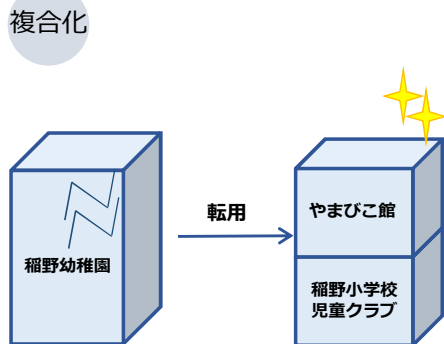 複合化
稲野幼稚園
転用
やまびこ館
稲野小学校
児童クラブ